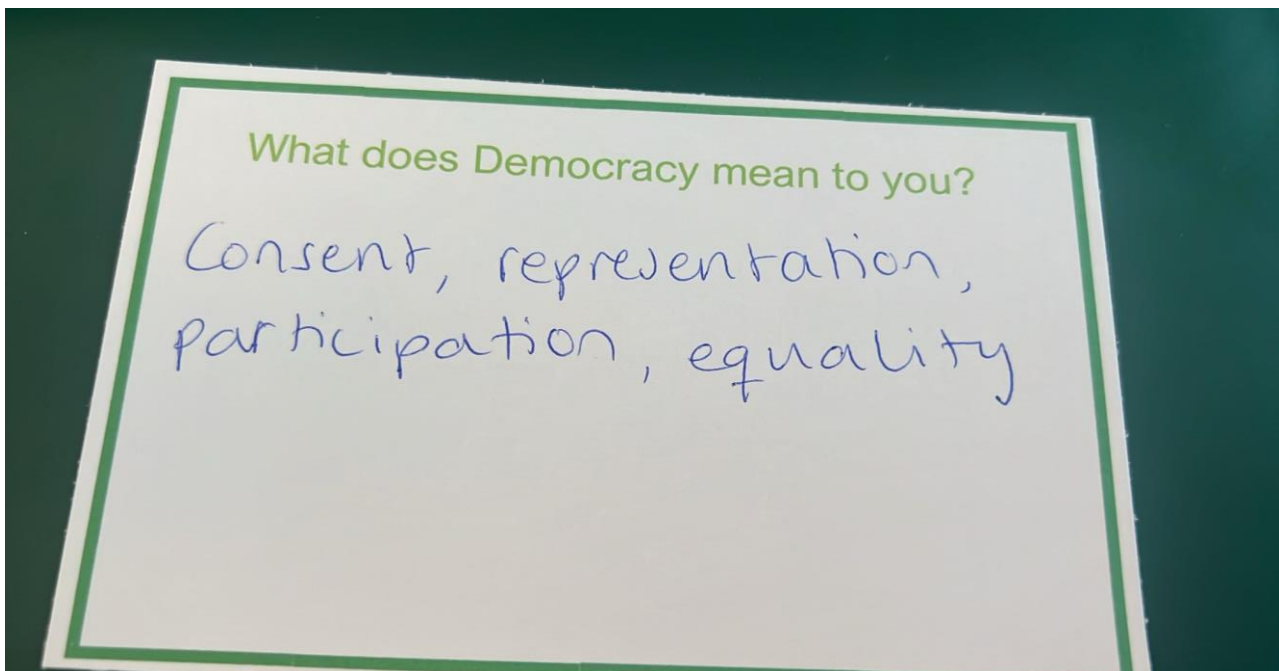 What does Democracy mean to you?
Consent, representation,
participation, equality